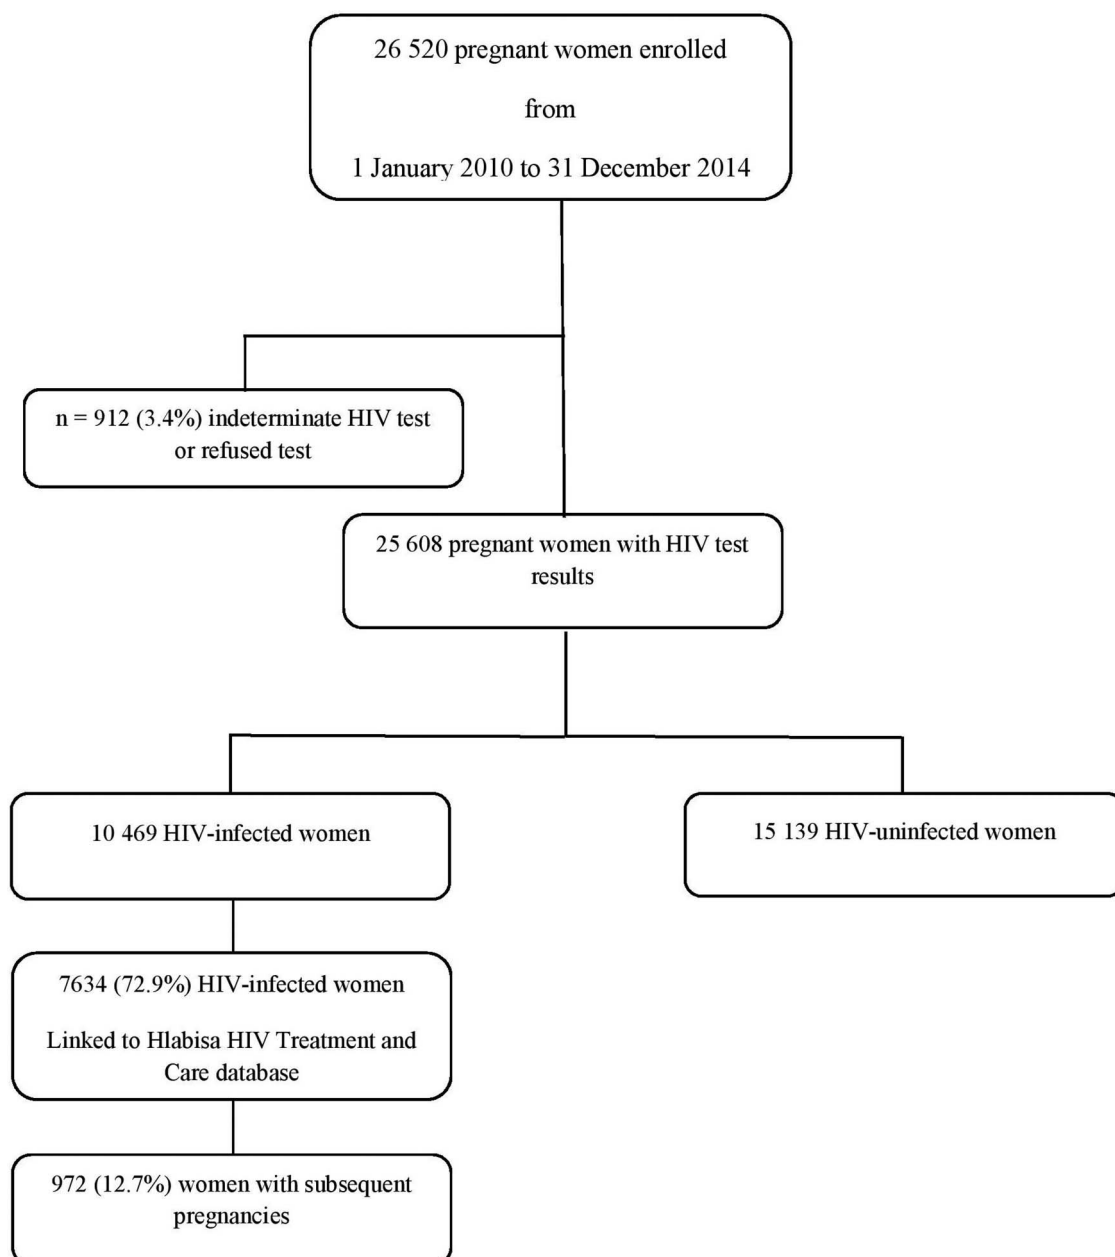 26 520 pregnant women enrolled
from
1 January 2010 to 31 December 2014
n = 912 (3.4%) indeterminate HIV test
or refused test
25 608 pregnant women with HIV test
results
10 469 HIV-infected women
15 139 HIV-uninfected women
7634 (72.9%) HIV-infected women
Linked to Hlabisa HIV Treatment and
Care database
972 (12.7%) women with subsequent
pregnancies